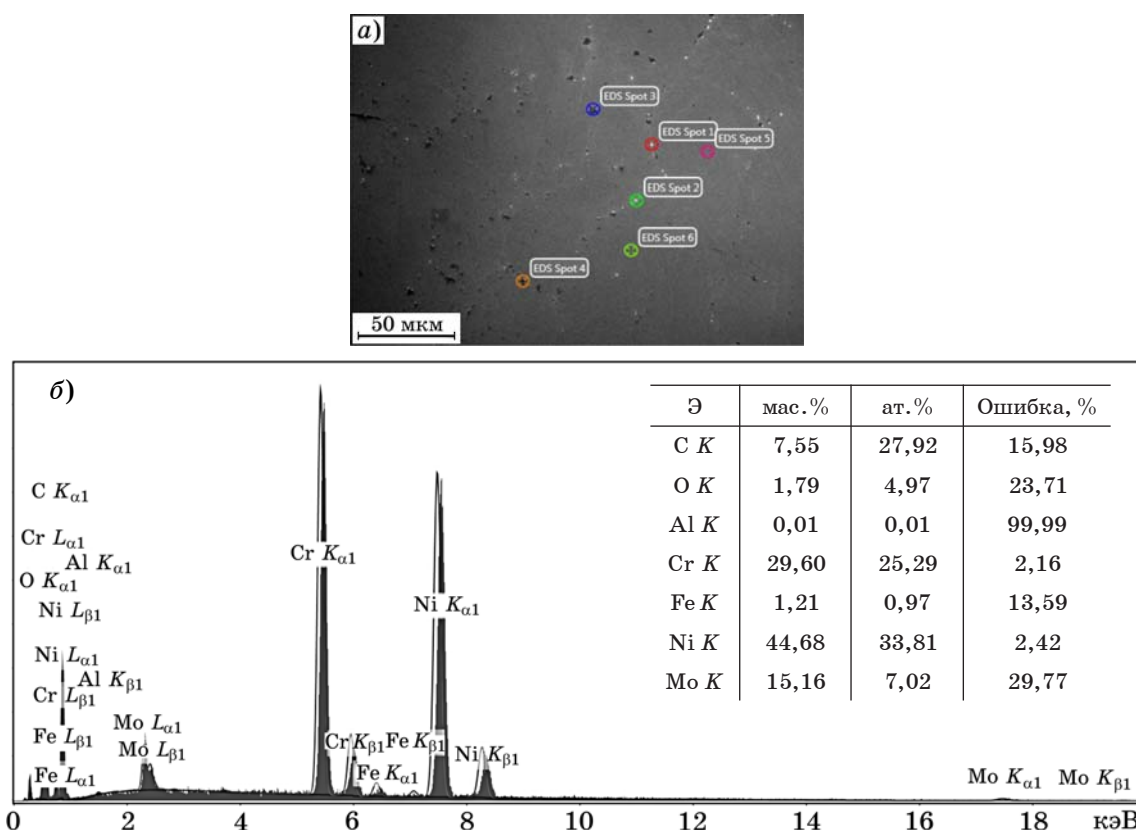 а)
EDS Spot 3
EDS Spot 1
EDS Spot 5
EDS Spot 2
EDS Spot 6
EDS Spot 4
50 мкм
б)
Э мас.% ат.% Ошибка, %
C K 7,55 27,92 15,98
O K 1,79 4,97 23,71
Al K 0,01 0,01 99,99
Cr K 29,60 25,29 2,16
Fe K 1,21 0,97 13,59
Ni K 44,68 33,81 2,42
Mo K 15,16 7,02 29,77
C Kα1
Cr Lα1
Al Kα1
O Kα1
Ni Lβ1
Ni Lα1
Al Kβ1
Cr Lβ1
Fe Lβ1
Fe Lα1
Mo Lα1
Mo Lβ1
Cr Kα1
Cr Kβ1
Fe Kβ1
Fe Kα1
Ni Kα1
Ni Kβ1
Mo Kα1
Mo Kβ1
0 2 4 6 8 10 12 14 16 18 кэВ